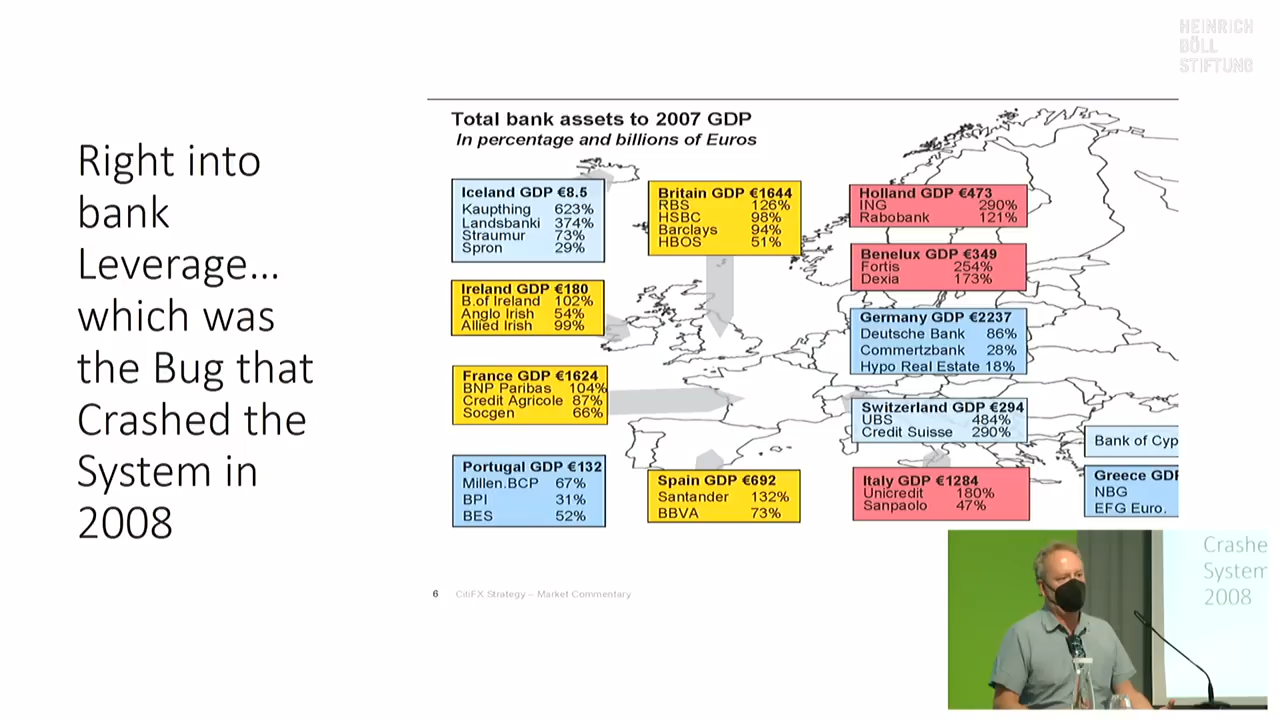 HEINRICH
BÖLL
STIFTUNG
Right into
bank
Leverage...
which was
the Bug that
Crashed the
System in
2008
Total bank assets to 2007 GDP
In percentage and billions of Euros
Iceland GDP €8.5
Kaupthing 623%
Landsbanki 374%
Straumur 73%
Spron 29%
Britain GDP €1644
RBS 126%
HSBC 98%
Barclays 94%
HBOS 51%
Holland GDP €473
ING 290%
Rabobank 121%
Benelux GDP €349
Fortis 254%
Dexia 173%
Ireland GDP €180
B.of Ireland 102%
Anglo Irish 54%
Allied Irish 99%
Germany GDP €2237
Deutsche Bank 86%
Commertzbank 28%
Hypo Real Estate 18%
France GDP €1624
BNP Paribas 104%
Credit Agricole 87%
Socgen 66%
Switzerland GDP €294
UBS 484%
Credit Suisse 290%
Bank of Cyp
Portugal GDP €132
Millen.BCP 67%
BPI 31%
BES 52%
Spain GDP €692
Santander 132%
BBVA 73%
Italy GDP €1284
Unicredit 180%
Sanpaolo 47%
Greece GDP
NBG
EFG Euro.
6 CitiFX Strategy – Market Commentary
Crashe
System
2008